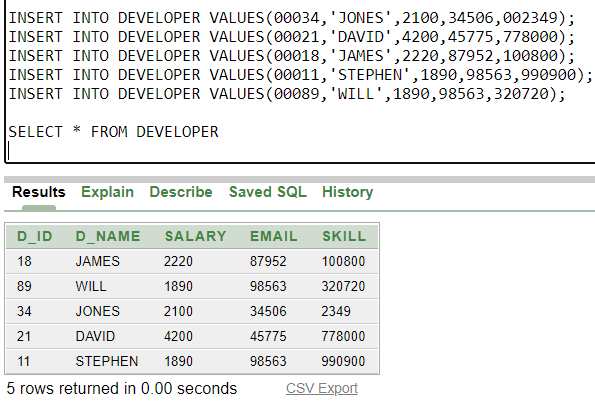 INSERT INTO DEVELOPER VALUES(00034,'JONES',2100,34506,002349);
INSERT INTO DEVELOPER VALUES(00021,'DAVID',4200,45775,778000);
INSERT INTO DEVELOPER VALUES(00018,'JAMES',2220,87952,100800);
INSERT INTO DEVELOPER VALUES(00011,'STEPHEN',1890,98563,990900);
INSERT INTO DEVELOPER VALUES(00089,'WILL',1890,98563,320720);
SELECT * FROM DEVELOPER
Results Explain Describe Saved SQL History
D_ID D_NAME SALARY EMAIL SKILL
18 JAMES 2220 87952 100800
89 WILL 1890 98563 320720
34 JONES 2100 34506 2349
21 DAVID 4200 45775 778000
11 STEPHEN 1890 98563 990900
5 rows returned in 0.00 seconds CSV Export